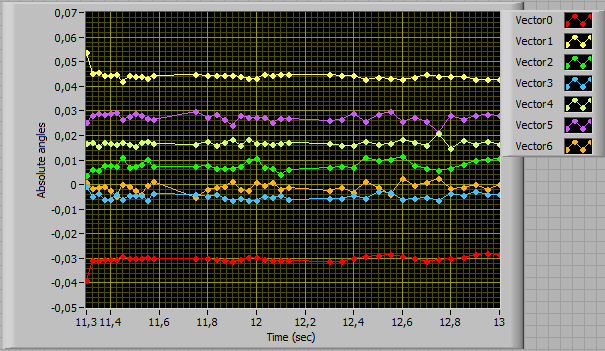 0,07
0,06
0,05
0,04
0,03
0,02
0,01
0
-0,01
-0,02
-0,03
-0,04
-0,05
Absolute angles
11,3 11,4 11,6 11,8 12 12,2 12,4 12,6 12,8 13
Time (sec)
Vector0
Vector1
Vector2
Vector3
Vector4
Vector5
Vector6